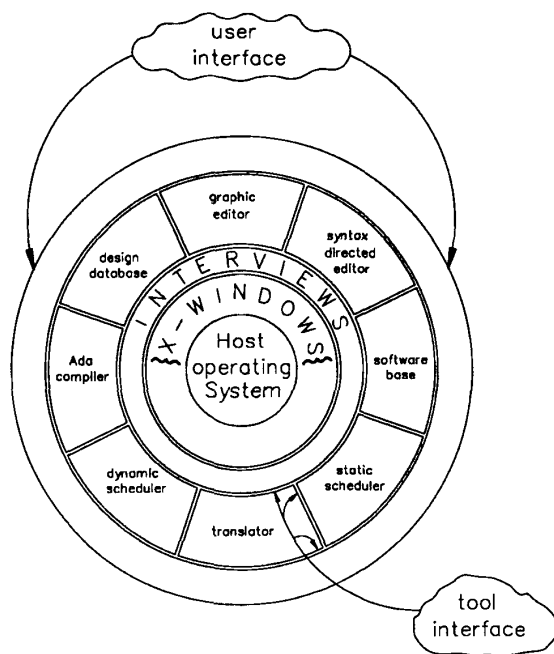 user
interface
graphic
editor
syntax
directed
editor
design
database
INTERVIEWS
X-WINDOWS
Host
operating
System
Ada
compiler
software
base
dynamic
scheduler
static
scheduler
translator
tool
interface